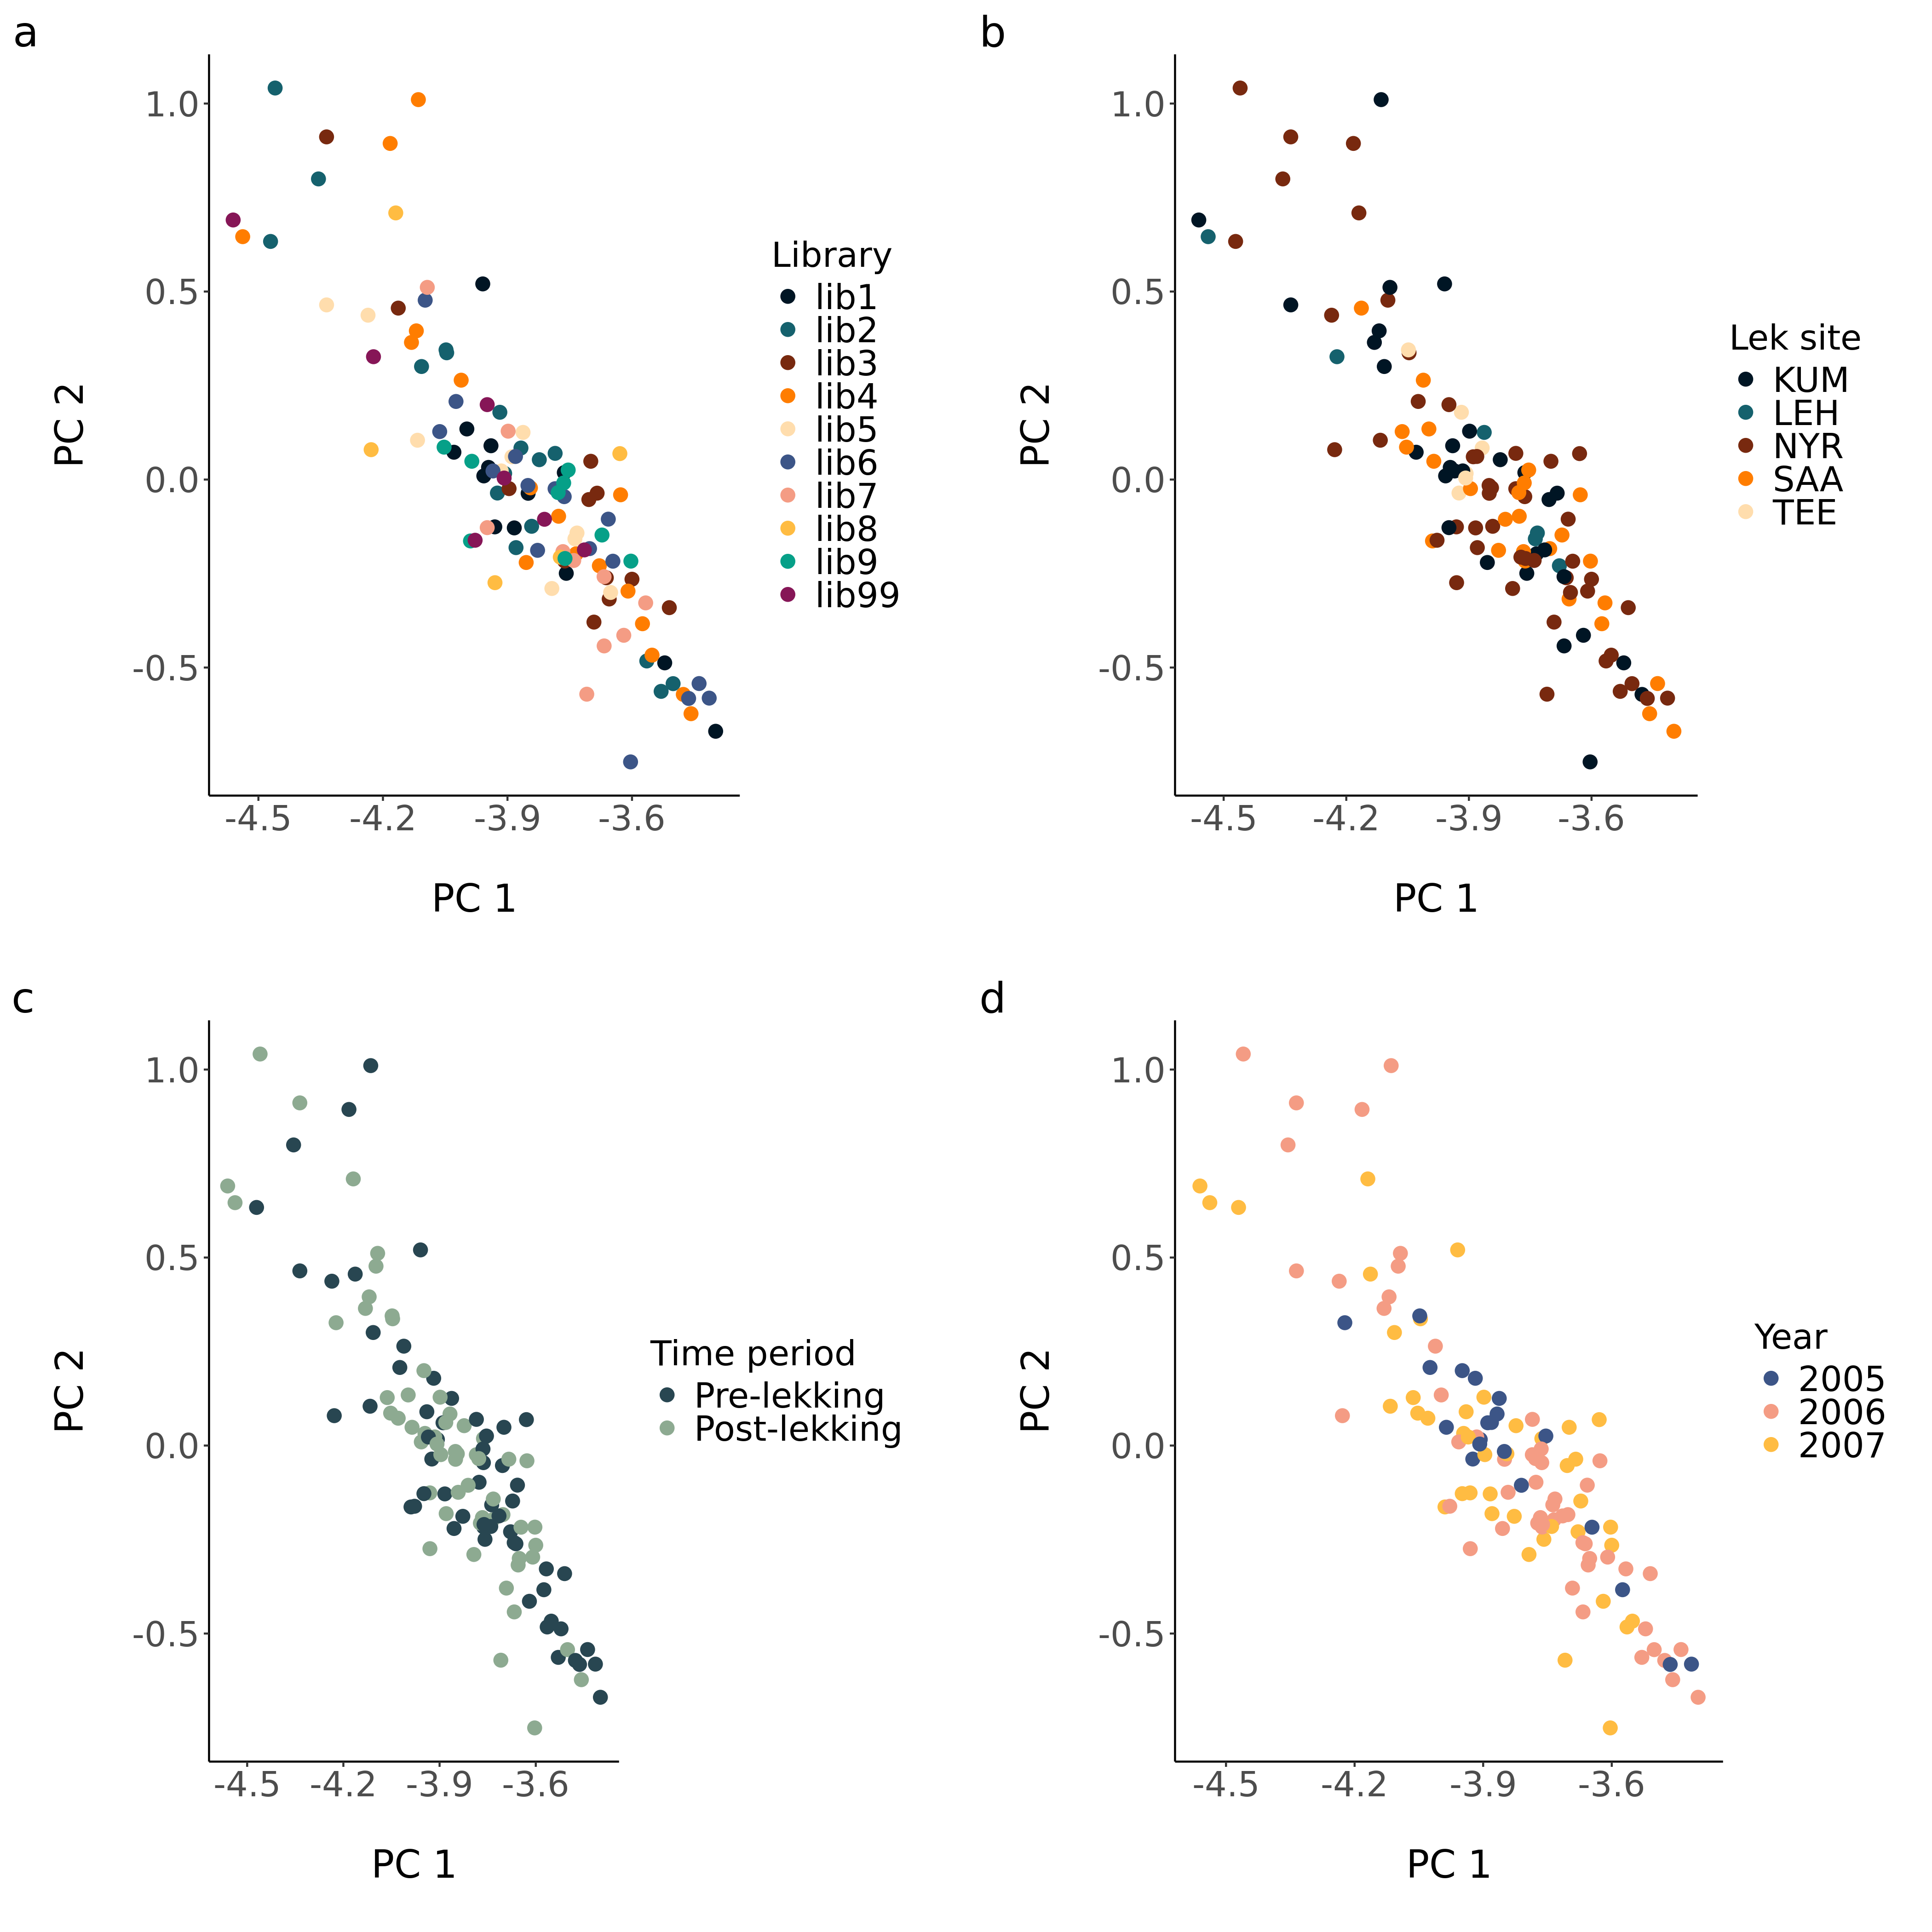 a
1.0
0.5
0.0
-0.5
PC 2
-4.5
-4.2
-3.9
-3.6
PC 1
Library
lib1
lib2
lib3
lib4
lib5
lib6
lib7
lib8
lib9
lib99
b
1.0
0.5
0.0
-0.5
PC 2
-4.5
-4.2
-3.9
-3.6
PC 1
Lek site
KUM
LEH
NYR
SAA
TEE
c
1.0
0.5
0.0
-0.5
PC 2
-4.5
-4.2
-3.9
-3.6
PC 1
Time period
Pre-lekking
Post-lekking
d
1.0
0.5
0.0
-0.5
PC 2
-4.5
-4.2
-3.9
-3.6
PC 1
Year
2005
2006
2007